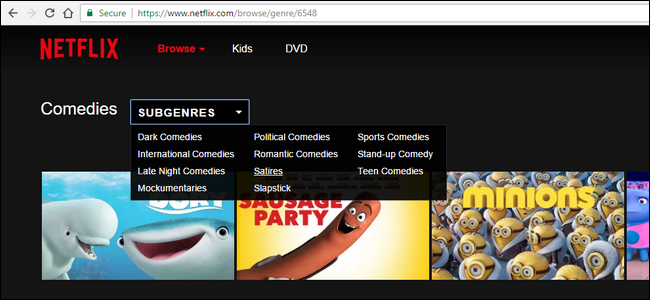 Secure | https://www.netflix.com/browse/genre/6548
NETFLIX Browse Kids DVD
Comedies SUBGENRES
Dark Comedies Political Comedies Sports Comedies
International Comedies Romantic Comedies Stand-up Comedy
Late Night Comedies Satires Teen Comedies
Mockumentaries Slapstick
SAUSAGE
PARTY
minions